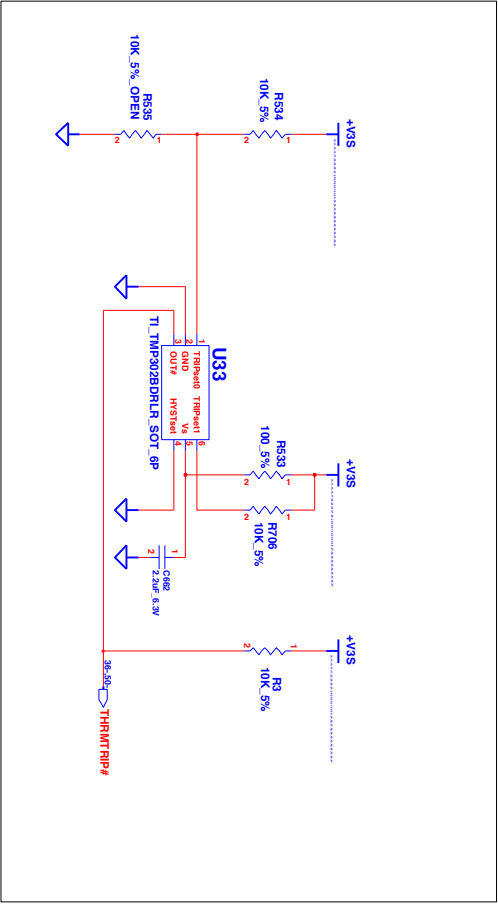 +V3S
R534
10K_5%
1
2
R535
10K_5%_OPEN
1
2
U33
TRIPset0
TRIPset1
GND
Vs
OUT#
HYSTset
1
2
3
6
5
4
TI_TMP302BDRLR_SOT_6P
+V3S
R533
100_5%
1
2
R706
10K_5%
1
2
C662
2.2uF_6.3V
1
2
+V3S
R3
10K_5%
1
2
36-,50-
THRMTRIP#